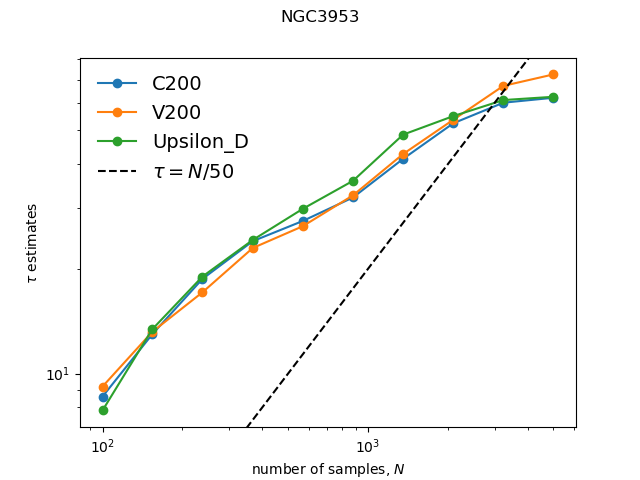 NGC3953
C200
V200
Upsilon_D
τ = N/50
τ estimates
10¹
10² 10³
number of samples, N